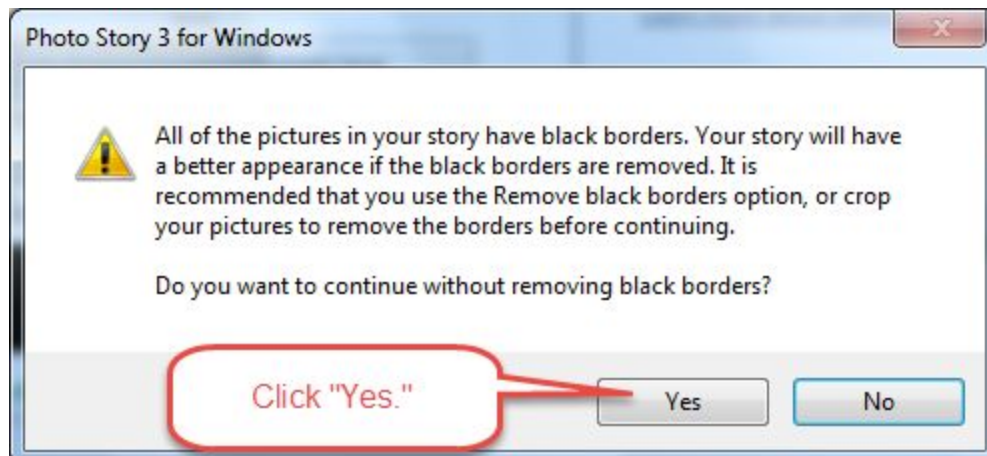 Photo Story 3 for Windows
All of the pictures in your story have black borders. Your story will have
a better appearance if the black borders are removed. It is
recommended that you use the Remove black borders option, or crop
your pictures to remove the borders before continuing.
Do you want to continue without removing black borders?
Click "Yes."
Yes
No